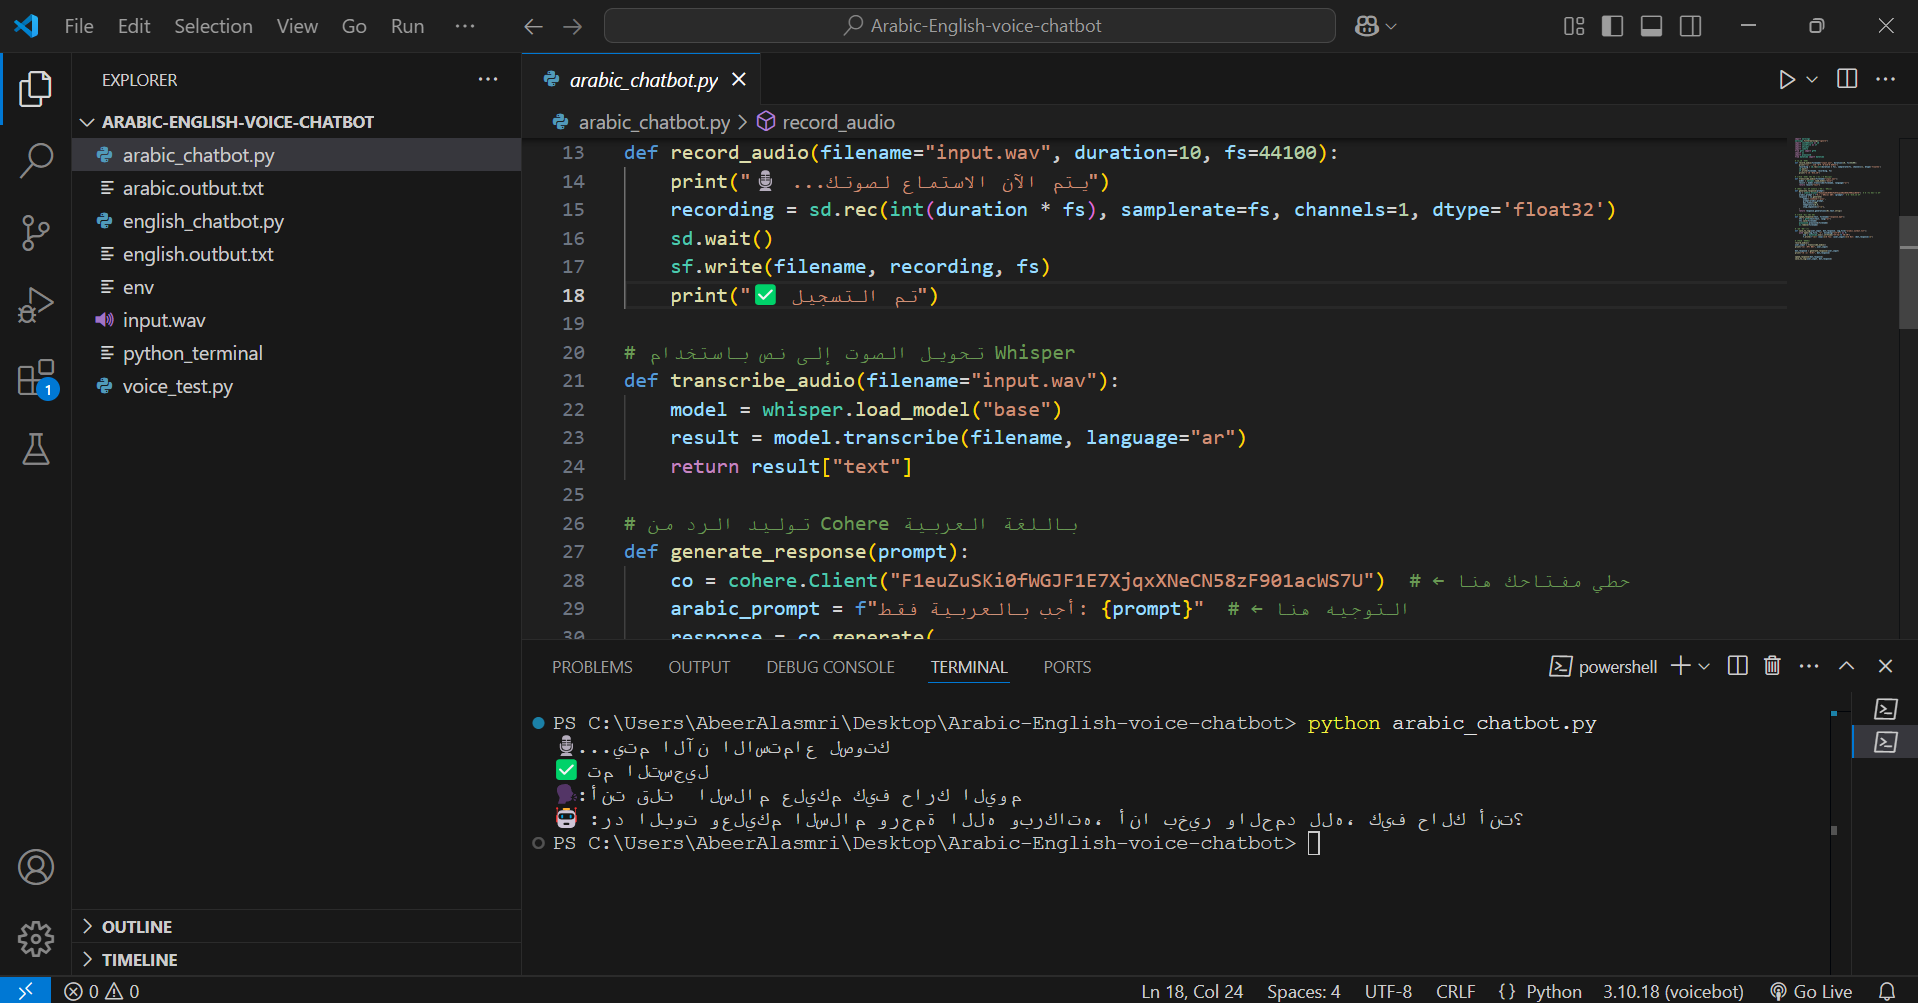 File Edit Selection View Go Run ... Arabic-English-voice-chatbot
EXPLORER
ARABIC-ENGLISH-VOICE-CHATBOT
arabic_chatbot.py
arabic.outbut.txt
english_chatbot.py
english.outbut.txt
env
input.wav
python_terminal
voice_test.py
OUTLINE
TIMELINE
1
arabic_chatbot.py
arabic_chatbot.py > record_audio
13 def record_audio(filename="input.wav", duration=10, fs=44100):
14 print("🎙️ يتم الآن الاستماع لصوتك...")
15 recording = sd.rec(int(duration * fs), samplerate=fs, channels=1, dtype='float32')
16 sd.wait()
17 sf.write(filename, recording, fs)
18 print("✅ تم التسجيل")
19
20 # تحويل الصوت إلى نص باستخدام Whisper
21 def transcribe_audio(filename="input.wav"):
22 model = whisper.load_model("base")
23 result = model.transcribe(filename, language="ar")
24 return result["text"]
25
26 # توليد الرد من Cohere باللغة العربية
27 def generate_response(prompt):
28 co = cohere.Client("F1euZuSKi0fWGJF1E7XjqxXNeCN58zF901acWS7U") # ← حطي مفتاحك هنا
29 arabic_prompt = f"أجب بالعربية فقط: {prompt}" # ← التوجيه هنا
30 response = co.generate(
PROBLEMS OUTPUT DEBUG CONSOLE TERMINAL PORTS powershell
PS C:\Users\AbeerAlasmri\Desktop\Arabic-English-voice-chatbot> python arabic_chatbot.py
🎙️ يتم الآن الاستماع لصوتك...
✅ تم التسجيل
🗣️ أنت قلت: السلام عليكم كيف حارك اليوم
🤖 رد البوت: وعليكم السلام ورحمة الله وبركاته، أنا بخير والحمد لله، كيف حالك أنت؟
PS C:\Users\AbeerAlasmri\Desktop\Arabic-English-voice-chatbot>
0 0 Ln 18, Col 24 Spaces: 4 UTF-8 CRLF {} Python 3.10.18 (voicebot) Go Live